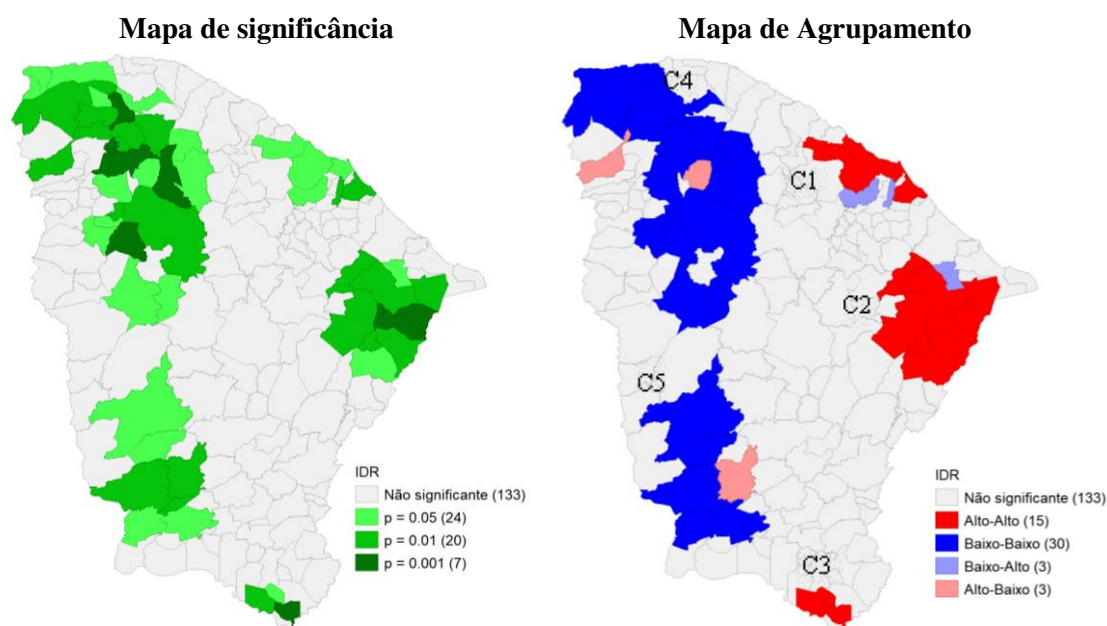 Mapa de significância
Mapa de Agrupamento
IDR
Não significante (133)
p = 0.05 (24)
p = 0.01 (20)
p = 0.001 (7)
C4
C1
C2
C5
C3
IDR
Não significante (133)
Alto-Alto (15)
Baixo-Baixo (30)
Baixo-Alto (3)
Alto-Baixo (3)